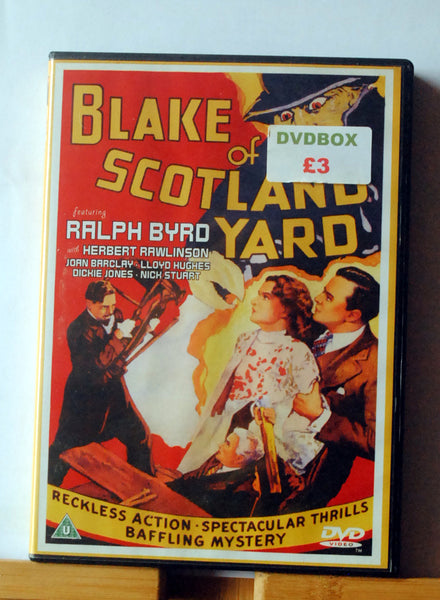 BLAKE
of
SCOTLAND
YARD
DVDBOX
£3
featuring
RALPH BYRD
with HERBERT RAWLINSON
JOAN BARCLAY · LLOYD HUGHES
DICKIE JONES · NICK STUART
RECKLESS ACTION · SPECTACULAR THRILLS
BAFFLING MYSTERY
U
DVD
VIDEO
TM